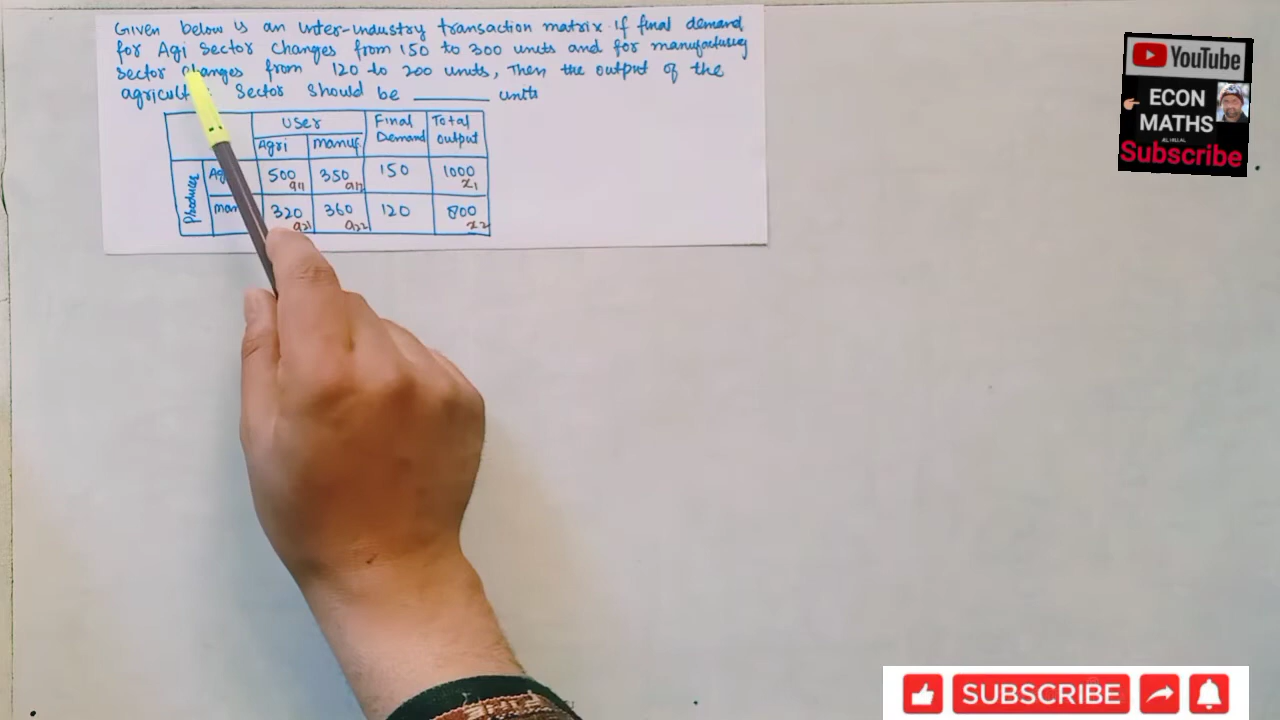 Given below is an inter-industry transaction matrix. If final demand
for Agi Sector Changes from 150 to 300 units and for manufacturing
sector changes from 120 to 200 units, Then the output of the
Sector should be ______ units
User Final Total
Agri manuf. Demand output
Producer
500 350 150 1000
a11 a12 x1
320 360 120 800
a21 a22 x2
YouTube
ECON
MATHS
Subscribe
SUBSCRIBE